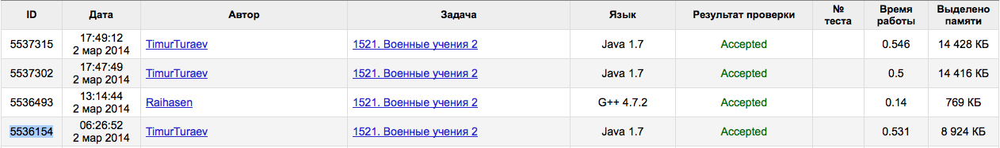 ID Дата Автор Задача Язык Результат проверки № теста Время работы Выделено памяти
5537315 17:49:12 2 мар 2014 TimurTuraev 1521. Военные учения 2 Java 1.7 Accepted 0.546 14 428 КБ
5537302 17:47:49 2 мар 2014 TimurTuraev 1521. Военные учения 2 Java 1.7 Accepted 0.5 14 416 КБ
5536493 13:14:44 2 мар 2014 Raihasen 1521. Военные учения 2 G++ 4.7.2 Accepted 0.14 769 КБ
5536154 06:26:52 2 мар 2014 TimurTuraev 1521. Военные учения 2 Java 1.7 Accepted 0.531 8 924 КБ